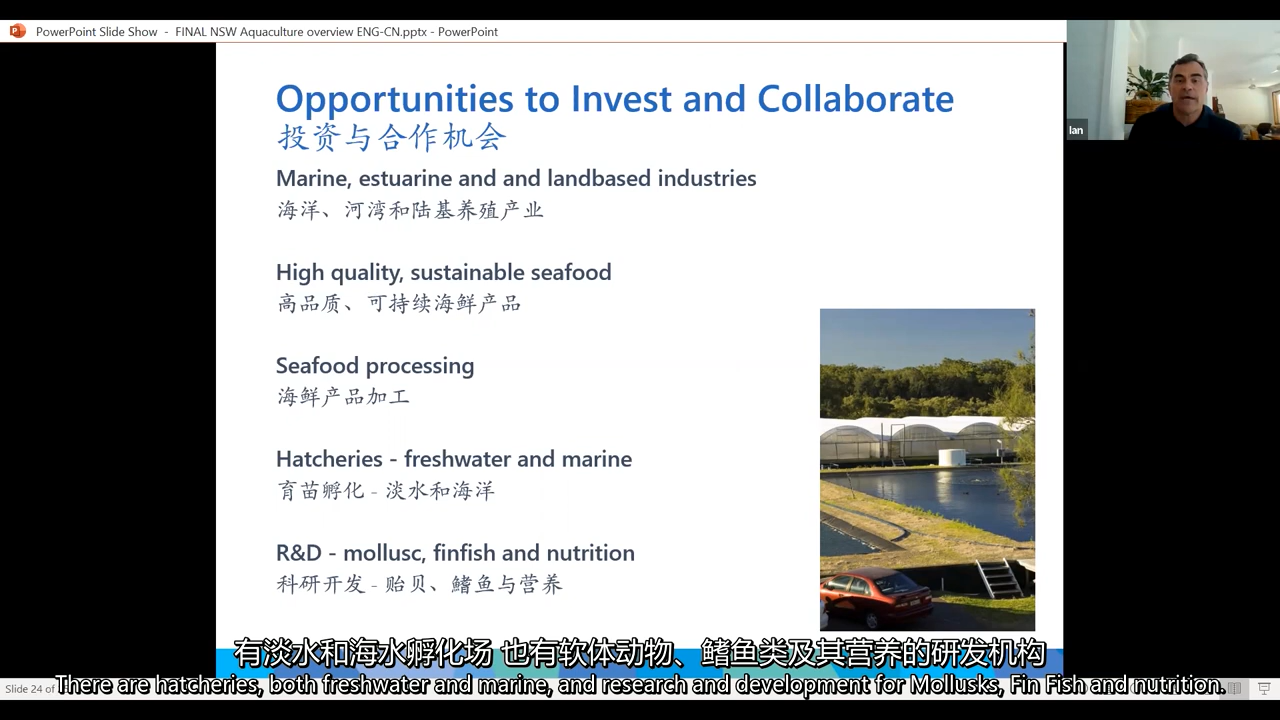 PowerPoint Slide Show - FINAL NSW Aquaculture overview ENG-CN.pptx - PowerPoint
Ian
Opportunities to Invest and Collaborate
投资与合作机会
Marine, estuarine and and landbased industries
海洋、河湾和陆基养殖产业
High quality, sustainable seafood
高品质、可持续海鲜产品
Seafood processing
海鲜产品加工
Hatcheries - freshwater and marine
育苗孵化 - 淡水和海洋
R&D - mollusc, finfish and nutrition
科研开发 - 贻贝、鳍鱼与营养
有淡水和海水孵化场 也有软体动物、鳍鱼类及其营养的研发机构
Slide 24 of
There are hatcheries, both freshwater and marine, and research and development for Mollusks, Fin Fish and nutrition.